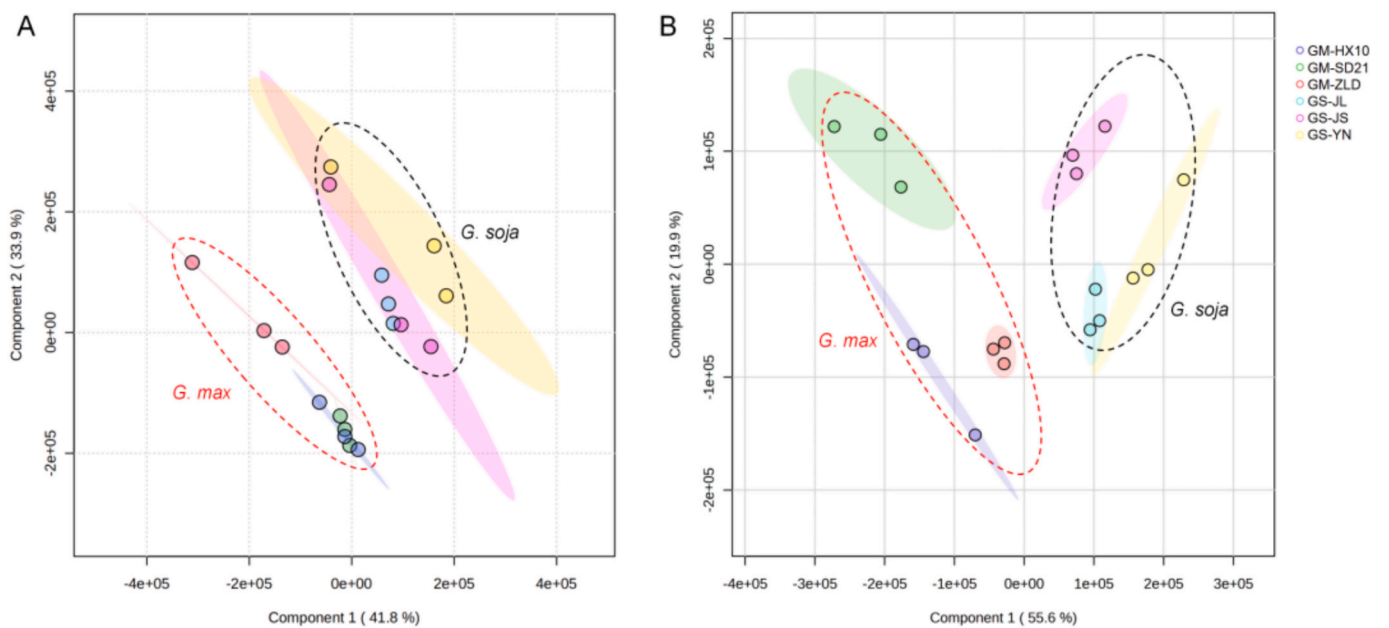 A
4e+05
2e+05
0e+00
-2e+05
Component 2 ( 33.9 %)
-4e+05
-2e+05
0e+00
2e+05
4e+05
Component 1 ( 41.8 %)
G. soja
G. max
B
2e+05
1e+05
0e+00
-1e+05
-2e+05
Component 2 ( 19.9 %)
-4e+05
-3e+05
-2e+05
-1e+05
0e+00
1e+05
2e+05
3e+05
Component 1 ( 55.6 %)
G. max
G. soja
GM-HX10
GM-SD21
GM-ZLD
GS-JL
GS-JS
GS-YN